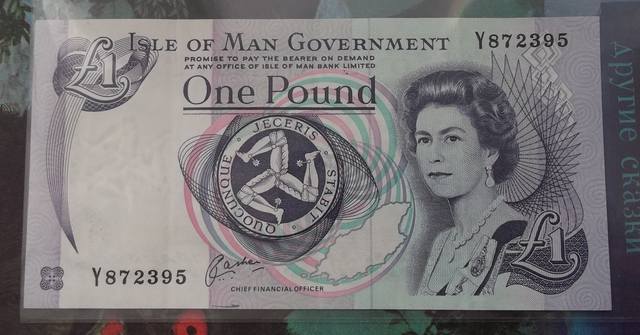 £1
ISLE OF MAN GOVERNMENT
Y872395
PROMISE TO PAY THE BEARER ON DEMAND
AT ANY OFFICE OF ISLE OF MAN BANK LIMITED
One Pound
QUOCUNQUE · JECERIS · STABIT
Y872395
CHIEF FINANCIAL OFFICER
£1
Другие сказки